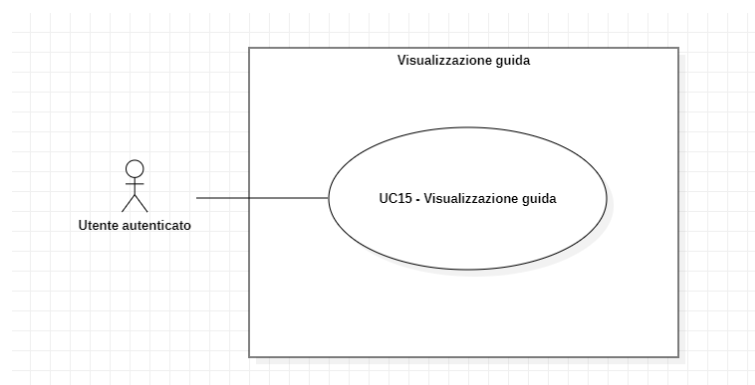 Visualizzazione guida
UC15 - Visualizzazione guida
Utente autenticato